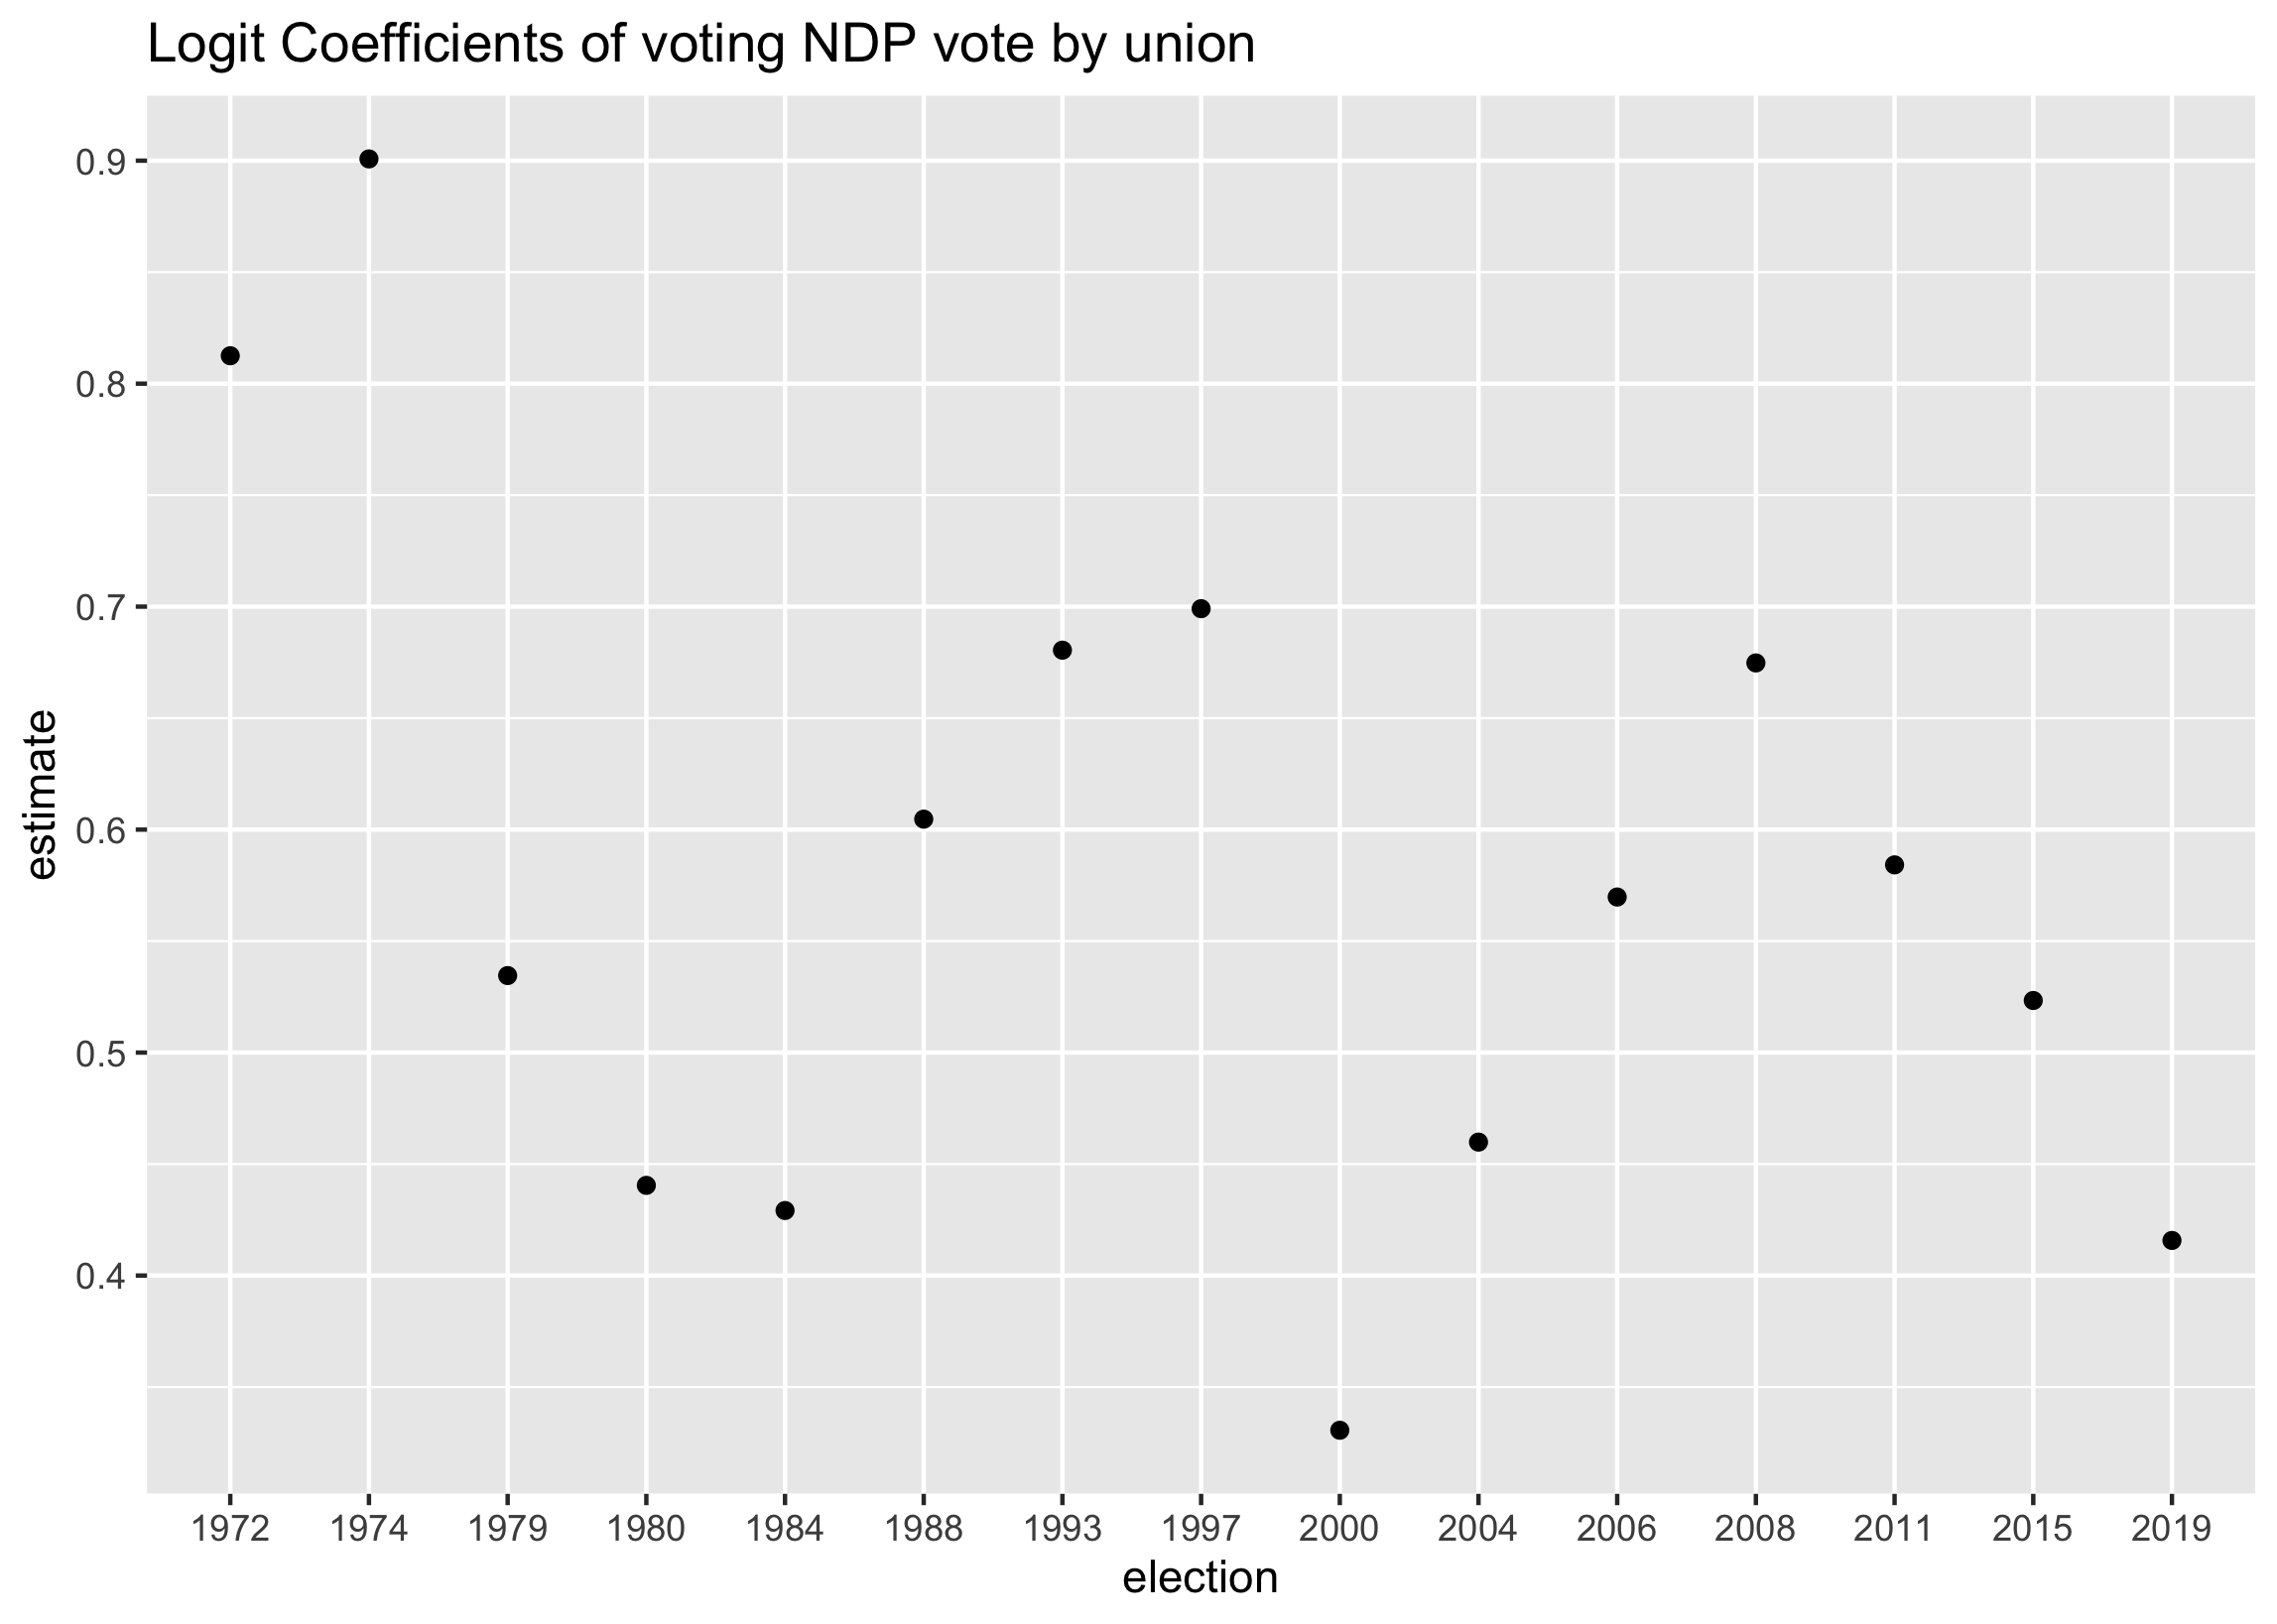 Logit Coefficients of voting NDP vote by union
estimate
0.9
0.8
0.7
0.6
0.5
0.4
1972 1974 1979 1980 1984 1988 1993 1997 2000 2004 2006 2008 2011 2015 2019
election